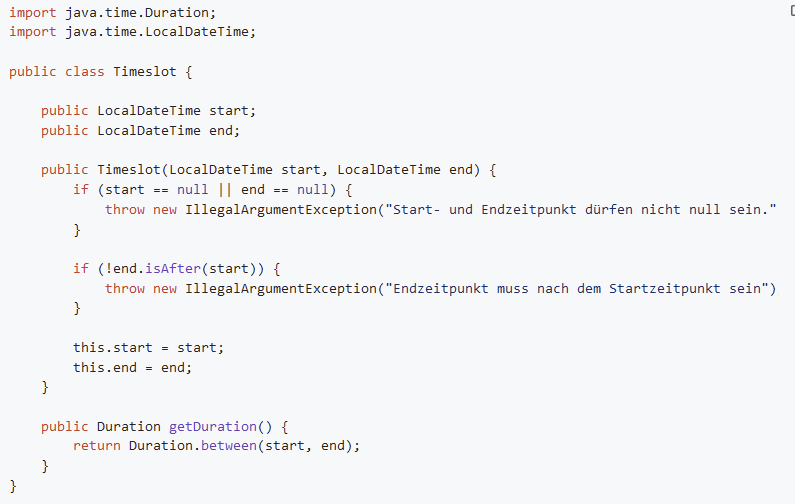 import java.time.Duration;
import java.time.LocalDateTime;

public class Timeslot {

    public LocalDateTime start;
    public LocalDateTime end;

    public Timeslot(LocalDateTime start, LocalDateTime end) {
        if (start == null || end == null) {
            throw new IllegalArgumentException("Start- und Endzeitpunkt dürfen nicht null sein."
        }

        if (!end.isAfter(start)) {
            throw new IllegalArgumentException("Endzeitpunkt muss nach dem Startzeitpunkt sein")
        }

        this.start = start;
        this.end = end;
    }

    public Duration getDuration() {
        return Duration.between(start, end);
    }
}